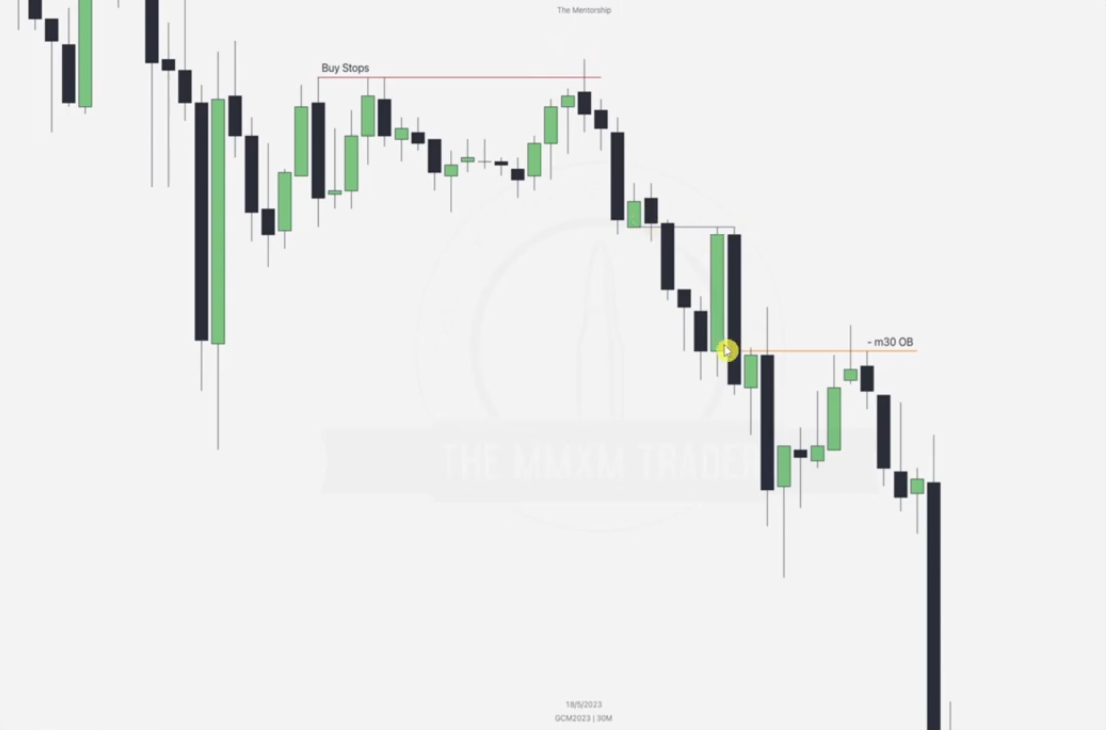 The Mentorship
Buy Stops
- m30 OB
THE MMXM TRADER
18/5/2023
GCM2023 | 30M